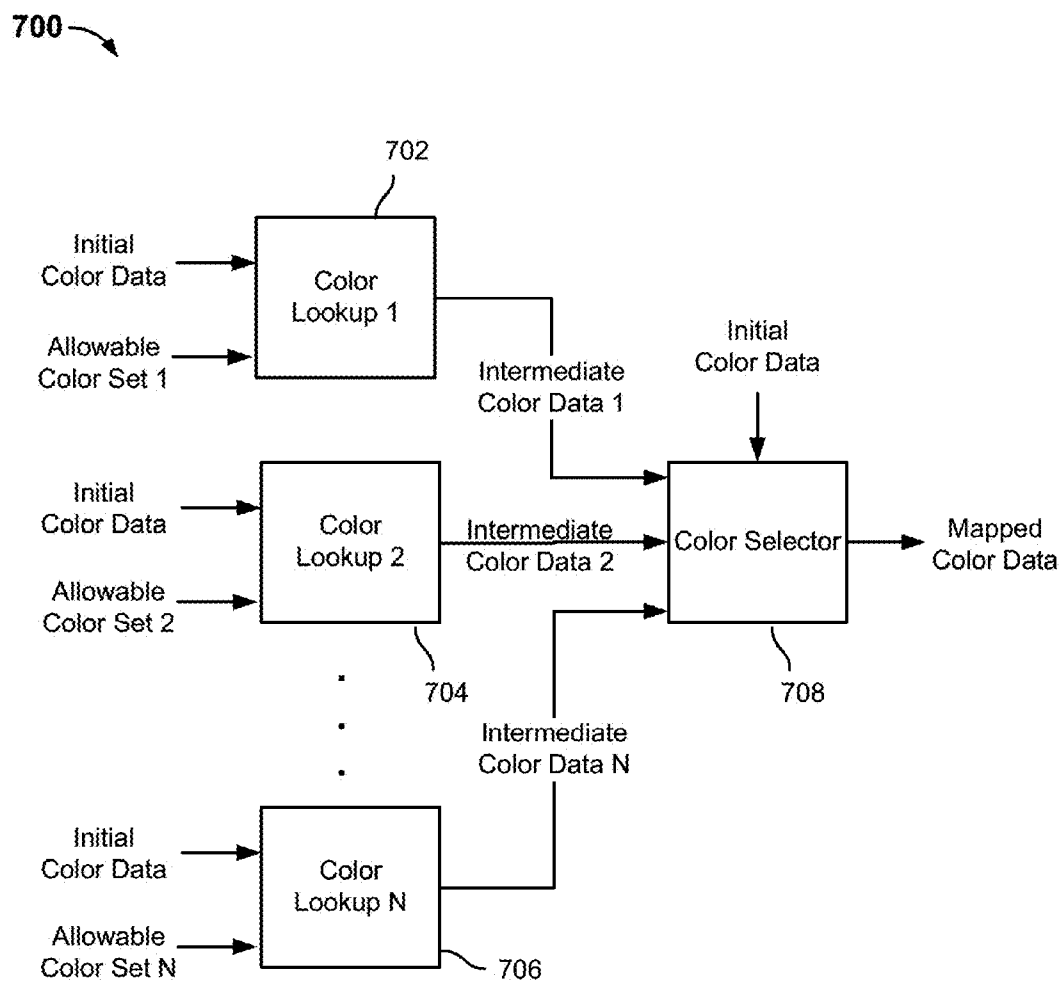 700
702
Initial
Color Data
Allowable
Color Set 1
Color
Lookup 1
Intermediate
Color Data 1
Initial
Color Data
Initial
Color Data
Allowable
Color Set 2
Color
Lookup 2
704
Intermediate
Color Data 2
Color Selector
708
Mapped
Color Data
Intermediate
Color Data N
Initial
Color Data
Allowable
Color Set N
Color
Lookup N
706